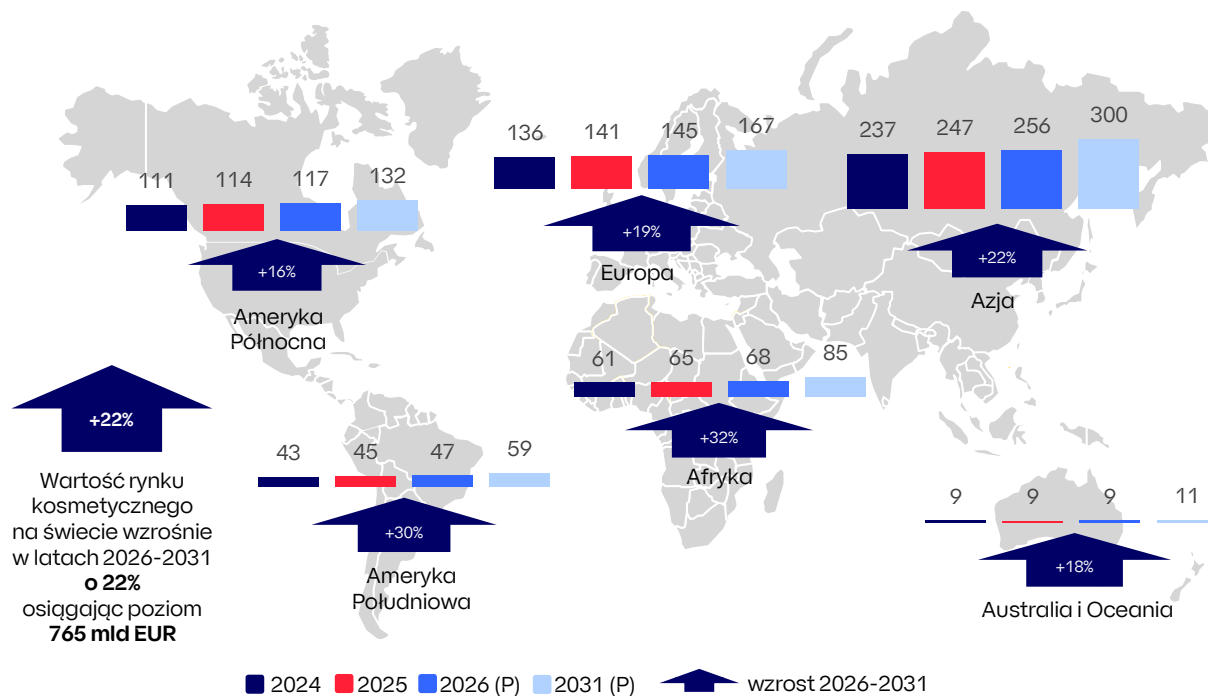 111 114 117 132
+16%
Ameryka
Północna
136 141 145 167
+19%
Europa
237 247 256 300
+22%
Azja
61 65 68 85
+32%
Afryka
+22%
Wartość rynku
kosmetycznego
na świecie wzrośnie
w latach 2026-2031
o 22%
osiągając poziom
765 mld EUR
43 45 47 59
+30%
Ameryka
Południowa
9 9 9 11
+18%
Australia i Oceania
2024 2025 2026 (P) 2031 (P) wzrost 2026-2031